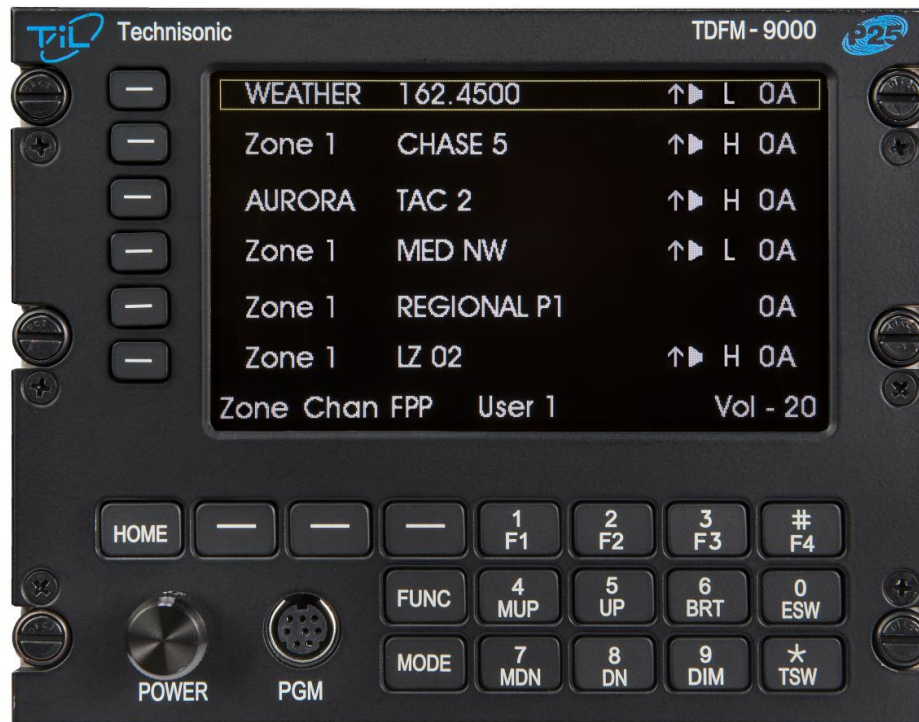 TiL Technisonic TDFM - 9000 P25
WEATHER 162.4500 ↑ L 0A
Zone 1 CHASE 5 ↑ H 0A
AURORA TAC 2 ↑ H 0A
Zone 1 MED NW ↑ L 0A
Zone 1 REGIONAL P1 0A
Zone 1 LZ 02 ↑ H 0A
Zone Chan FPP User 1 Vol - 20
HOME 1 2 3 #
F1 F2 F3 F4
FUNC 4 5 6 0
MUP UP BRT ESW
MODE 7 8 9 *
MDN DN DIM TSW
POWER PGM